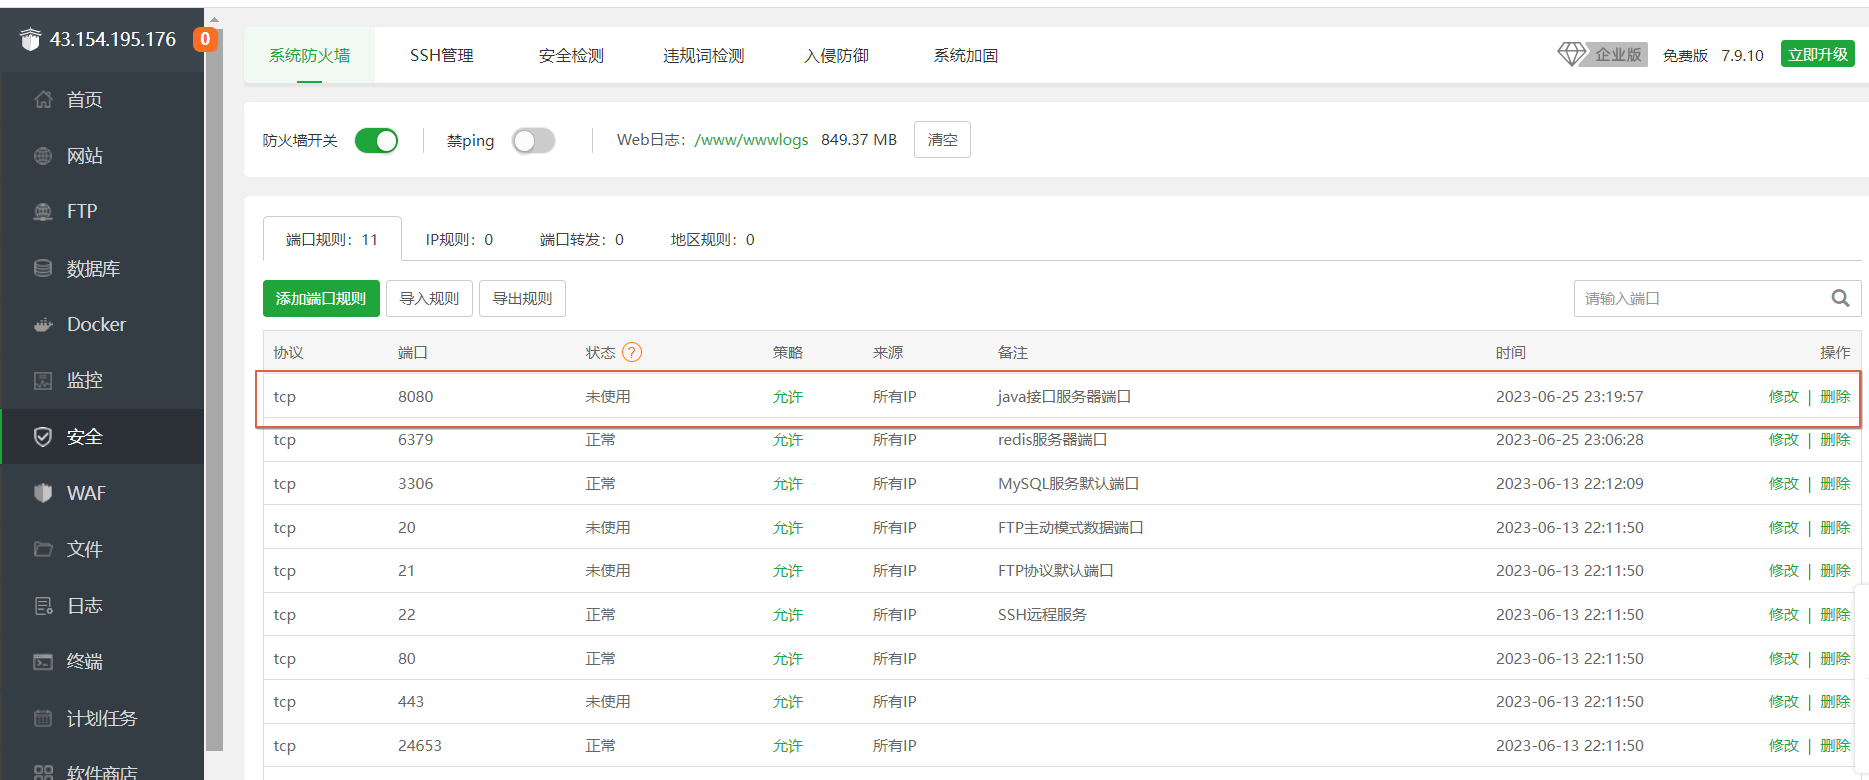 43.154.195.176 0
首页
网站
FTP
数据库
Docker
监控
安全
WAF
文件
日志
终端
计划任务
软件商店
系统防火墙 SSH管理 安全检测 违规词检测 入侵防御 系统加固
企业版 免费版 7.9.10 立即升级
防火墙开关 禁ping Web日志：/www/wwwlogs 849.37 MB 清空
端口规则：11 IP规则：0 端口转发：0 地区规则：0
添加端口规则 导入规则 导出规则 请输入端口
协议 端口 状态 ? 策略 来源 备注 时间 操作
tcp 8080 未使用 允许 所有IP java接口服务器端口 2023-06-25 23:19:57 修改 | 删除
tcp 6379 正常 允许 所有IP redis服务器端口 2023-06-25 23:06:28 修改 | 删除
tcp 3306 正常 允许 所有IP MySQL服务默认端口 2023-06-13 22:12:09 修改 | 删除
tcp 20 未使用 允许 所有IP FTP主动模式数据端口 2023-06-13 22:11:50 修改 | 删除
tcp 21 未使用 允许 所有IP FTP协议默认端口 2023-06-13 22:11:50 修改 | 删除
tcp 22 正常 允许 所有IP SSH远程服务 2023-06-13 22:11:50 修改 | 删除
tcp 80 正常 允许 所有IP 2023-06-13 22:11:50 修改 | 删除
tcp 443 未使用 允许 所有IP 2023-06-13 22:11:50 修改 | 删除
tcp 24653 正常 允许 所有IP 2023-06-13 22:11:50 修改 | 删除